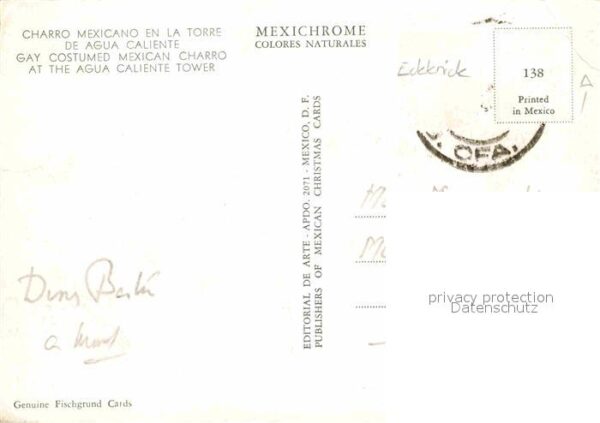 CHARRO MEXICANO EN LA TORRE
DE AGUA CALIENTE
GAY COSTUMED MEXICAN CHARRO
AT THE AGUA CALIENTE TOWER
MEXICHROME
COLORES NATURALES
138
Printed
in Mexico
OFA.
EDITORIAL DE ARTE - APDO. 2071 - MEXICO, D. F.
PUBLISHERS OF MEXICAN CHRISTMAS CARDS
privacy protection
Datenschutz
Genuine Fischgrund Cards